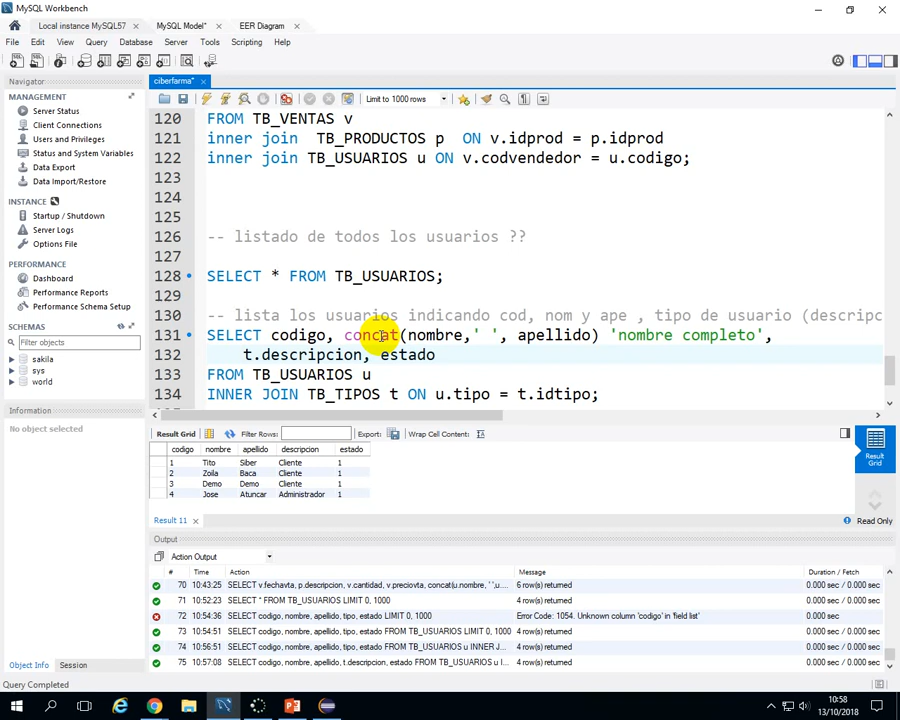 MySQL Workbench
Local instance MySQL57 × MySQL Model* × EER Diagram ×
File Edit View Query Database Server Tools Scripting Help
Navigator
MANAGEMENT
Server Status
Client Connections
Users and Privileges
Status and System Variables
Data Export
Data Import/Restore
INSTANCE
Startup / Shutdown
Server Logs
Options File
PERFORMANCE
Dashboard
Performance Reports
Performance Schema Setup
SCHEMAS
Filter objects
sakila
sys
world
Information
No object selected
Object Info Session
Query Completed
ciberfarma* ×
Limit to 1000 rows
120 FROM TB_VENTAS v
121 inner join TB_PRODUCTOS p ON v.idprod = p.idprod
122 inner join TB_USUARIOS u ON v.codvendedor = u.codigo;
123
124
125
126 -- listado de todos los usuarios ??
127
128 SELECT * FROM TB_USUARIOS;
129
130 -- lista los usuarios indicando cod, nom y ape , tipo de usuario (descripc
131 SELECT codigo, concat(nombre,' ', apellido) 'nombre completo',
132 t.descripcion, estado
133 FROM TB_USUARIOS u
134 INNER JOIN TB_TIPOS t ON u.tipo = t.idtipo;
Result Grid Filter Rows: Export: Wrap Cell Content:
codigo nombre apellido descripcion estado
1 Tito Siber Cliente 1
2 Zoila Baca Cliente 1
3 Demo Demo Cliente 1
4 Jose Atuncar Administrador 1
Result Grid
Result 11 ×
Read Only
Output
Action Output
# Time Action Message Duration / Fetch
70 10:43:25 SELECT v.fechavta, p.descripcion, v.cantidad, v.preciovta, concat(u.nombre, ' ',u.... 6 row(s) returned 0.000 sec / 0.000 sec
71 10:52:23 SELECT * FROM TB_USUARIOS LIMIT 0, 1000 4 row(s) returned 0.000 sec / 0.000 sec
72 10:54:36 SELECT codigo, nombre, apellido, tipo, estado LIMIT 0, 1000 Error Code: 1054. Unknown column 'codigo' in 'field list' 0.000 sec
73 10:54:51 SELECT codigo, nombre, apellido, tipo, estado FROM TB_USUARIOS LIMIT 0, 1000 4 row(s) returned 0.000 sec / 0.000 sec
74 10:56:51 SELECT codigo, nombre, apellido, tipo, estado FROM TB_USUARIOS u INNER J... 4 row(s) returned 0.000 sec / 0.000 sec
75 10:57:08 SELECT codigo, nombre, apellido, t.descripcion, estado FROM TB_USUARIOS u I... 4 row(s) returned 0.000 sec / 0.000 sec
10:58
13/10/2018